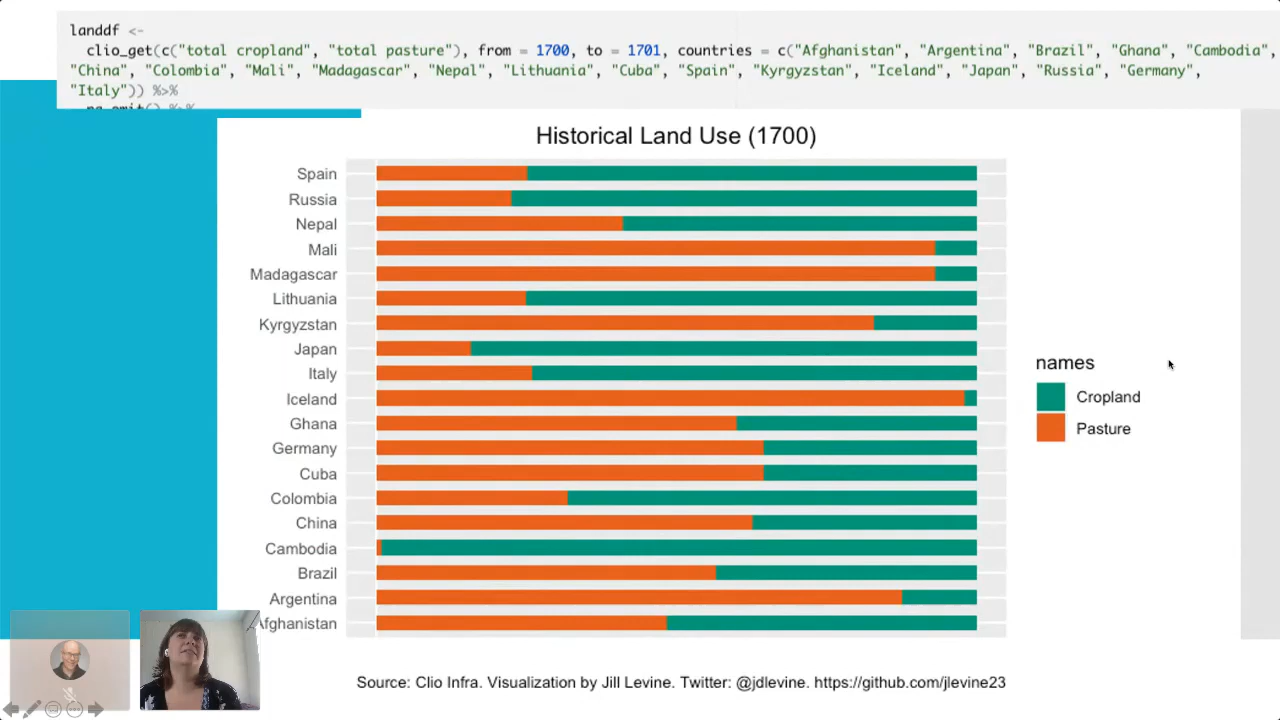 landdf <-
clio_get(c("total cropland", "total pasture"), from = 1700, to = 1701, countries = c("Afghanistan", "Argentina", "Brazil", "Ghana", "Cambodia",
"China", "Colombia", "Mali", "Madagascar", "Nepal", "Lithuania", "Cuba", "Spain", "Kyrgyzstan", "Iceland", "Japan", "Russia", "Germany",
"Italy")) %>%
Historical Land Use (1700)
Spain
Russia
Nepal
Mali
Madagascar
Lithuania
Kyrgyzstan
Japan
Italy
Iceland
Ghana
Germany
Cuba
Colombia
China
Cambodia
Brazil
Argentina
Afghanistan
names
Cropland
Pasture
Source: Clio Infra. Visualization by Jill Levine. Twitter: @jdlevine. https://github.com/jlevine23